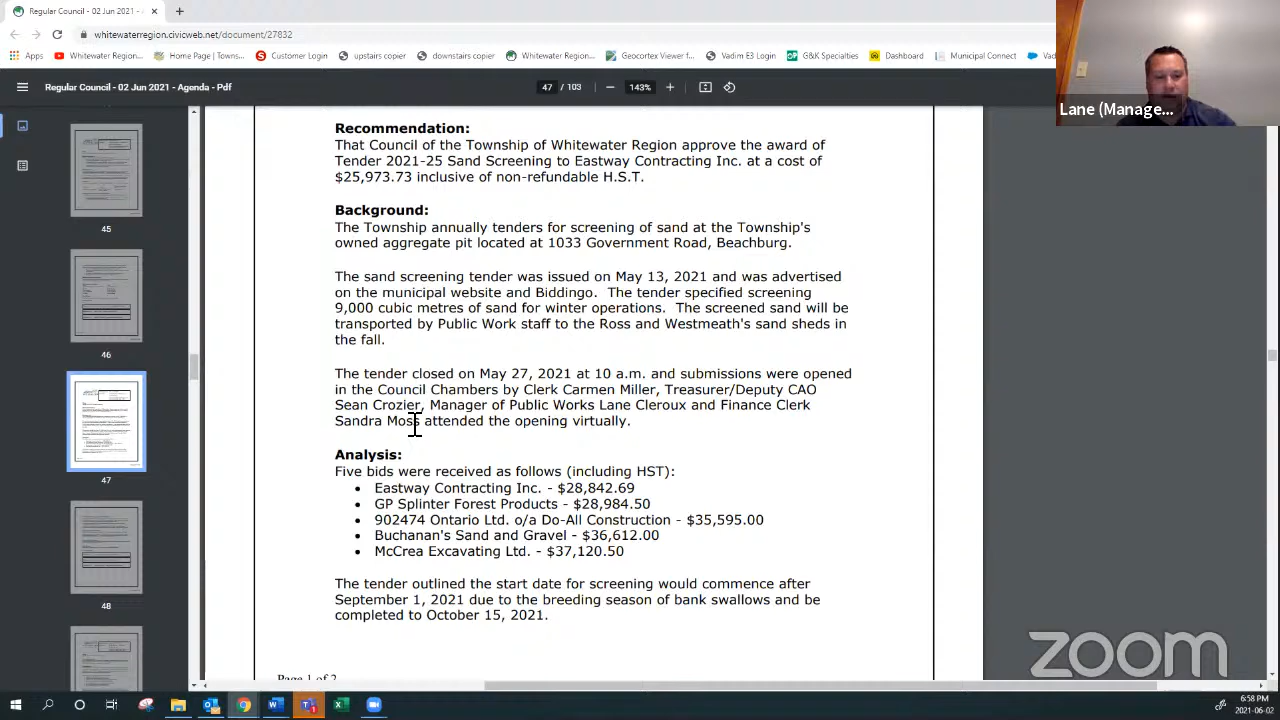 Regular Council - 02 Jun 2021 - A
whitewaterregion.civicweb.net/document/27832
Apps
Whitewater Region...
Home Page | Towns...
Customer Login
upstairs copier
downstairs copier
Whitewater Region...
Geocortex Viewer f...
Vadim E3 Login
G&K Specialties
Dashboard
Municipal Connect
Vad
Regular Council - 02 Jun 2021 - Agenda - Pdf
47 / 103
143%
Lane (Manage...
45
46
47
48
Recommendation:
That Council of the Township of Whitewater Region approve the award of
Tender 2021-25 Sand Screening to Eastway Contracting Inc. at a cost of
$25,973.73 inclusive of non-refundable H.S.T.
Background:
The Township annually tenders for screening of sand at the Township's
owned aggregate pit located at 1033 Government Road, Beachburg.
The sand screening tender was issued on May 13, 2021 and was advertised
on the municipal website and Biddingo. The tender specified screening
9,000 cubic metres of sand for winter operations. The screened sand will be
transported by Public Work staff to the Ross and Westmeath's sand sheds in
the fall.
The tender closed on May 27, 2021 at 10 a.m. and submissions were opened
in the Council Chambers by Clerk Carmen Miller, Treasurer/Deputy CAO
Sean Crozier, Manager of Public Works Lane Cleroux and Finance Clerk
Sandra Moss attended the opening virtually.
Analysis:
Five bids were received as follows (including HST):
• Eastway Contracting Inc. - $28,842.69
• GP Splinter Forest Products - $28,984.50
• 902474 Ontario Ltd. o/a Do-All Construction - $35,595.00
• Buchanan's Sand and Gravel - $36,612.00
• McCrea Excavating Ltd. - $37,120.50
The tender outlined the start date for screening would commence after
September 1, 2021 due to the breeding season of bank swallows and be
completed to October 15, 2021.
Page 1 of 2
zoom
6:58 PM
2021-06-02